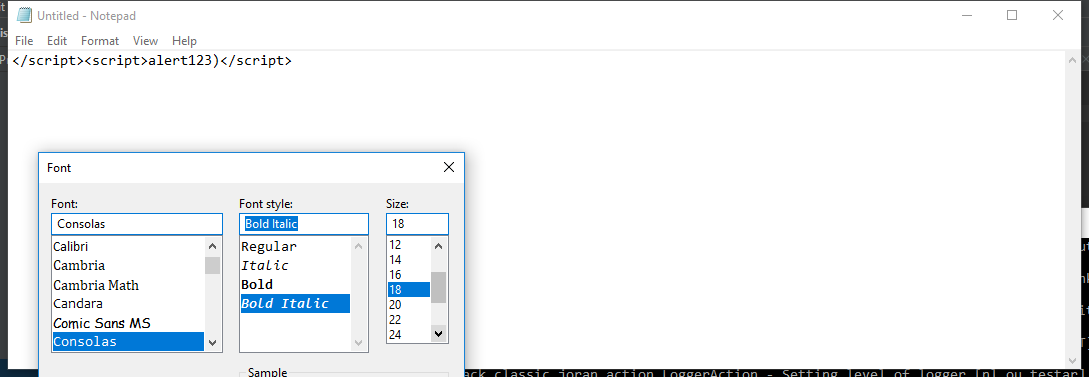 Untitled - Notepad
File Edit Format View Help
</script><script>alert123)</script>
Font
Font: Font style: Size:
Consolas Bold Italic 18
Calibri Regular 12
Cambria Italic 14
Cambria Math Bold 16
Candara Bold Italic 18
Comic Sans MS 20
Consolas 22
24
Sample
ack classic joran action LoggerAction - Setting level of logger [nl ou testar]